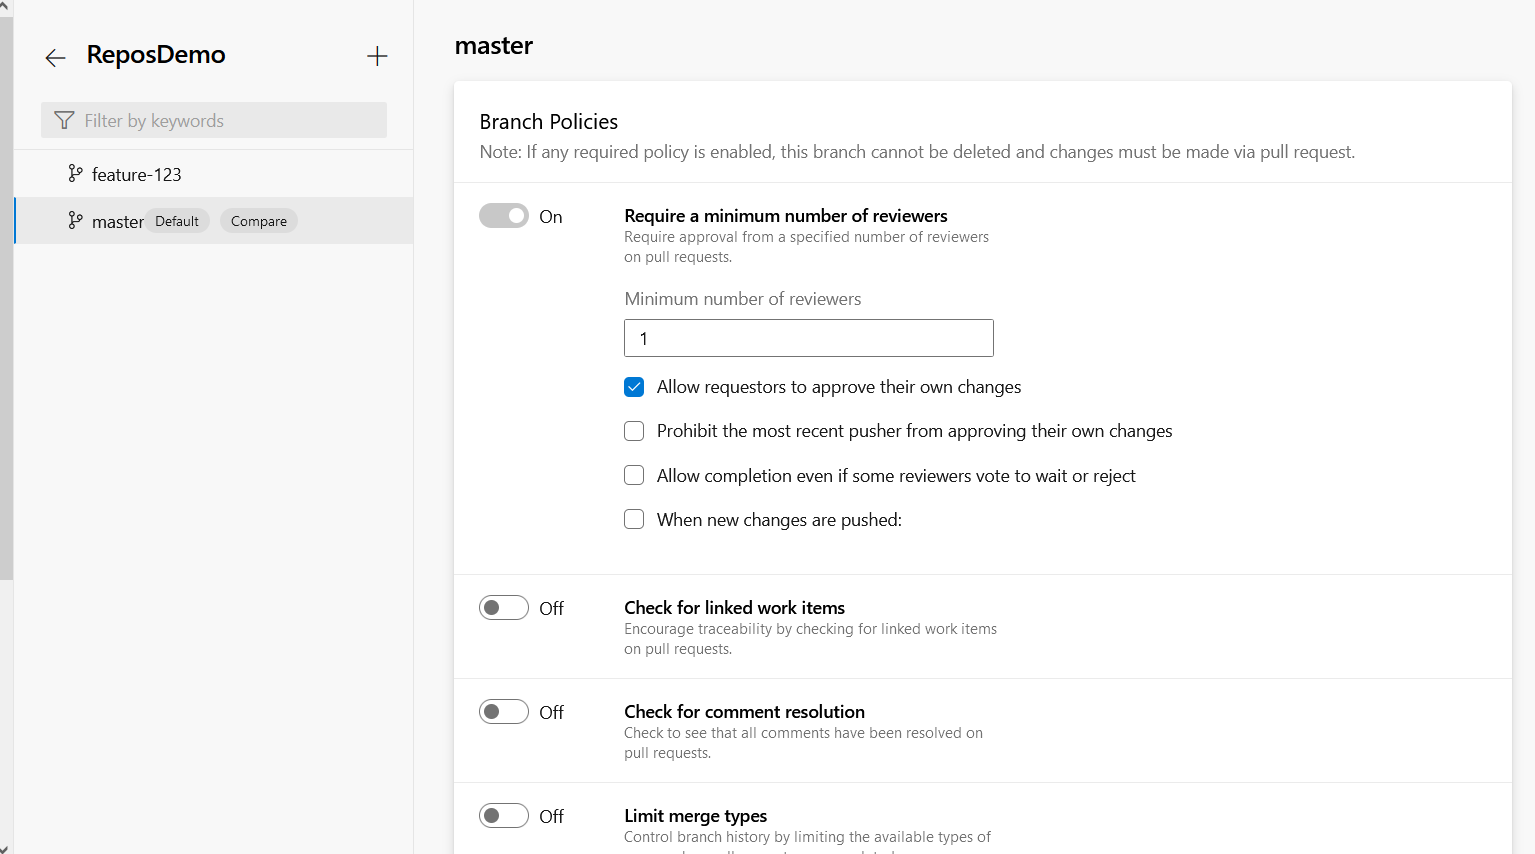 ReposDemo
Filter by keywords
feature-123
master Default Compare
master
Branch Policies
Note: If any required policy is enabled, this branch cannot be deleted and changes must be made via pull request.
On
Require a minimum number of reviewers
Require approval from a specified number of reviewers
on pull requests.
Minimum number of reviewers
1
Allow requestors to approve their own changes
Prohibit the most recent pusher from approving their own changes
Allow completion even if some reviewers vote to wait or reject
When new changes are pushed:
Off
Check for linked work items
Encourage traceability by checking for linked work items
on pull requests.
Off
Check for comment resolution
Check to see that all comments have been resolved on
pull requests.
Off
Limit merge types
Control branch history by limiting the available types of